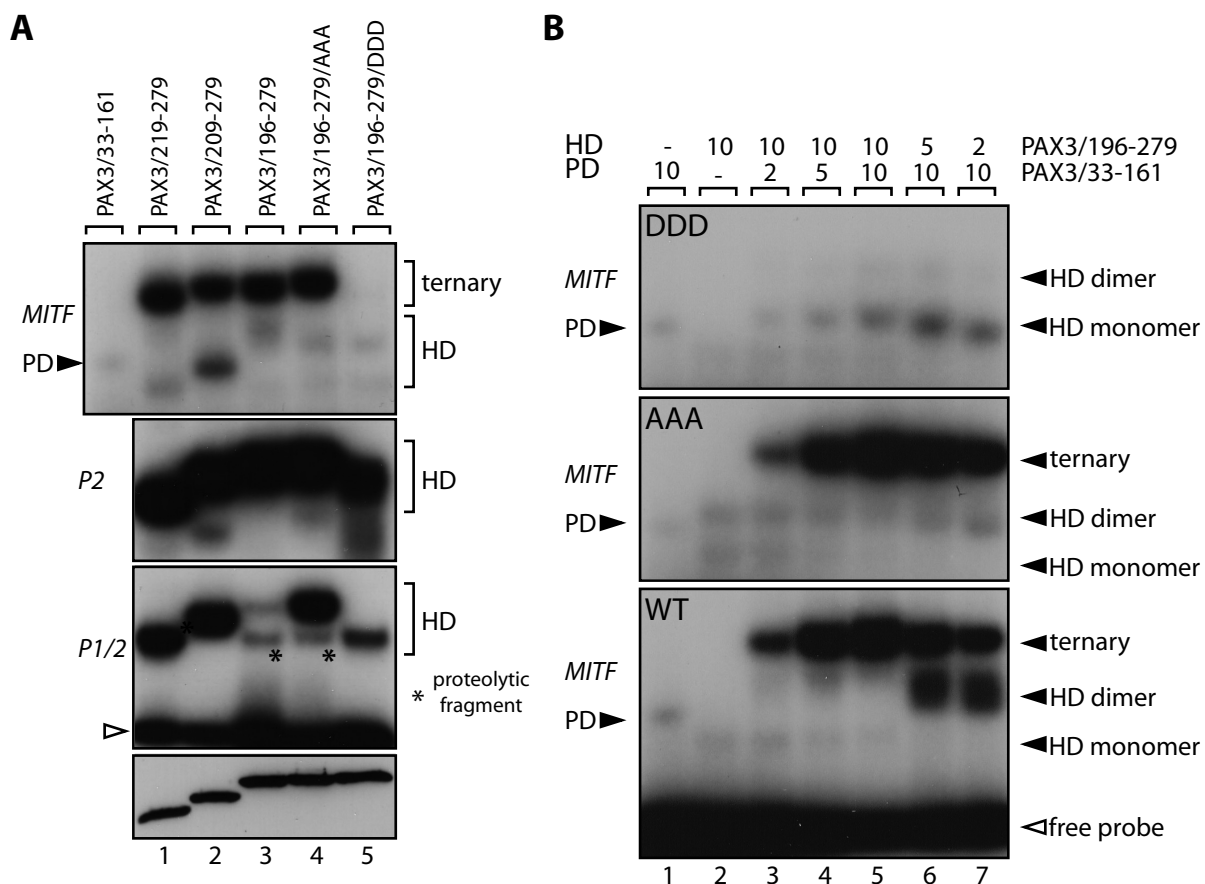 A
PAX3/33-161
PAX3/219-279
PAX3/209-279
PAX3/196-279
PAX3/196-279/AAA
PAX3/196-279/DDD
MITF
PD
ternary
HD
P2
HD
P1/2
HD
*
*
*
* proteolytic
fragment
1 2 3 4 5
B
HD - 10 10 10 10 5 2 PAX3/196-279
PD 10 - 2 5 10 10 10 PAX3/33-161
DDD
MITF
PD
HD dimer
HD monomer
AAA
MITF
PD
ternary
HD dimer
HD monomer
WT
MITF
PD
ternary
HD dimer
HD monomer
free probe
1 2 3 4 5 6 7